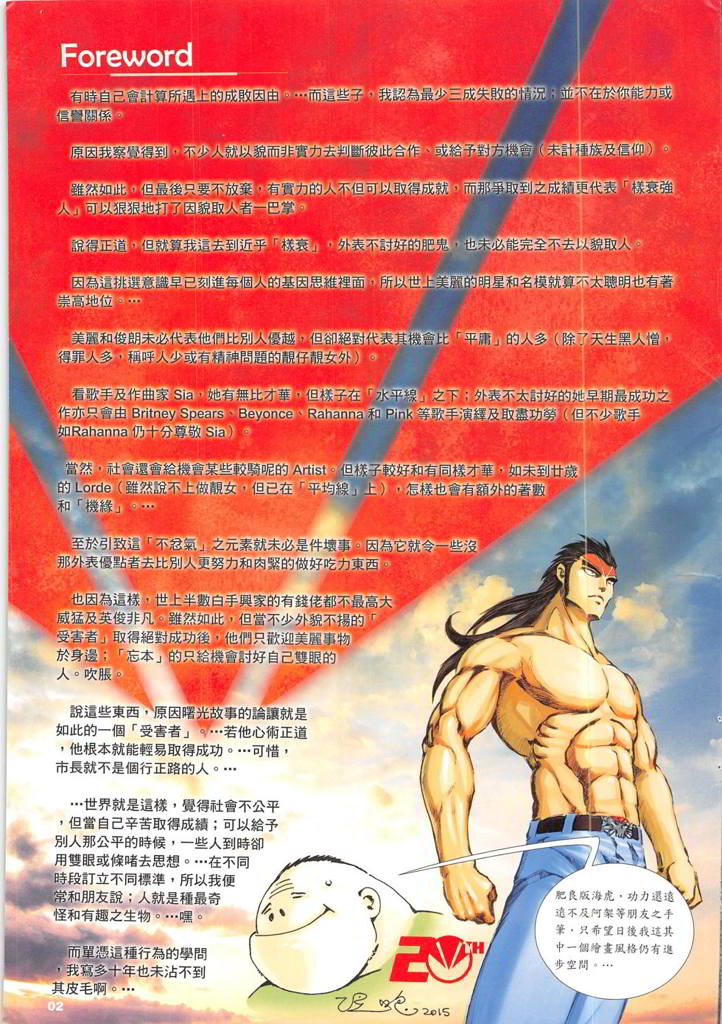 Foreword
有時自己會計算所遇上的成敗因由。…而這些子，我認為最少三成失敗的情況；並不在於你能力或
信譽關係。
原因我察覺得到，不少人就以貌而非實力去判斷彼此合作、或給予對方機會（未計種族及信仰）。
雖然如此，但最後只要不放棄，有實力的人不但可以取得成就，而那爭取到之成績更代表「樣衰強
人」可以狠狠地打了因貌取人者一巴掌。
說得正道，但就算我這去到近乎「樣衰」，外表不討好的肥鬼，也未必能完全不去以貌取人。
因為這挑選意識早已刻進每個人的基因思維裡面，所以世上美麗的明星和名模就算不太聰明也有著
崇高地位。…
美麗和俊朗未必代表他們比別人優越，但卻絕對代表其機會比「平庸」的人多（除了天生黑人憎，
得罪人多，稱呼人少或有精神問題的靚仔靚女外）。
看歌手及作曲家 Sia，她有無比才華，但樣子在「水平線」之下；外表不太討好的她早期最成功之
作亦只會由 Britney Spears、Beyonce、Rahanna 和 Pink 等歌手演繹及取盡功勞（但不少歌手
如Rahanna 仍十分尊敬 Sia）。
當然，社會還會給機會某些較騎呢的 Artist。但樣子較好和有同樣才華，如未到廿歲
的 Lorde（雖然說不上做靚女，但已在「平均線」上），怎樣也會有額外的著數
和「機緣」。…
至於引致這「不忿氣」之元素就未必是件壞事。因為它就令一些沒
那外表優點者去比別人更努力和肉緊的做好吃力東西。
也因為這樣，世上半數白手興家的有錢佬都不最高大
威猛及英俊非凡。雖然如此，但當不少外貌不揚的「
受害者」取得絕對成功後，他們只歡迎美麗事物
於身邊；「忘本」的只給機會討好自己雙眼的
人。吹脹。
說這些東西，原因曙光故事的論讓就是
如此的一個「受害者」。…若他心術正道
，他根本就能輕易取得成功。…可惜，
市長就不是個行正路的人。…
…世界就是這樣，覺得社會不公平
，但當自己辛苦取得成績；可以給予
別人那公平的時候，一些人到時卻
用雙眼或條啫去思想。…在不同
時段訂立不同標準，所以我便
常和朋友說；人就是種最奇
怪和有趣之生物。…嘿。
而單憑這種行為的學問
，我寫多十年也未沾不到
其皮毛啊。…
肥良版海虎，功力還遠
遠不及阿架等朋友之手
筆，只希望日後我這其
中一個繪畫風格仍有進
步空間。…
20TH
2015
02